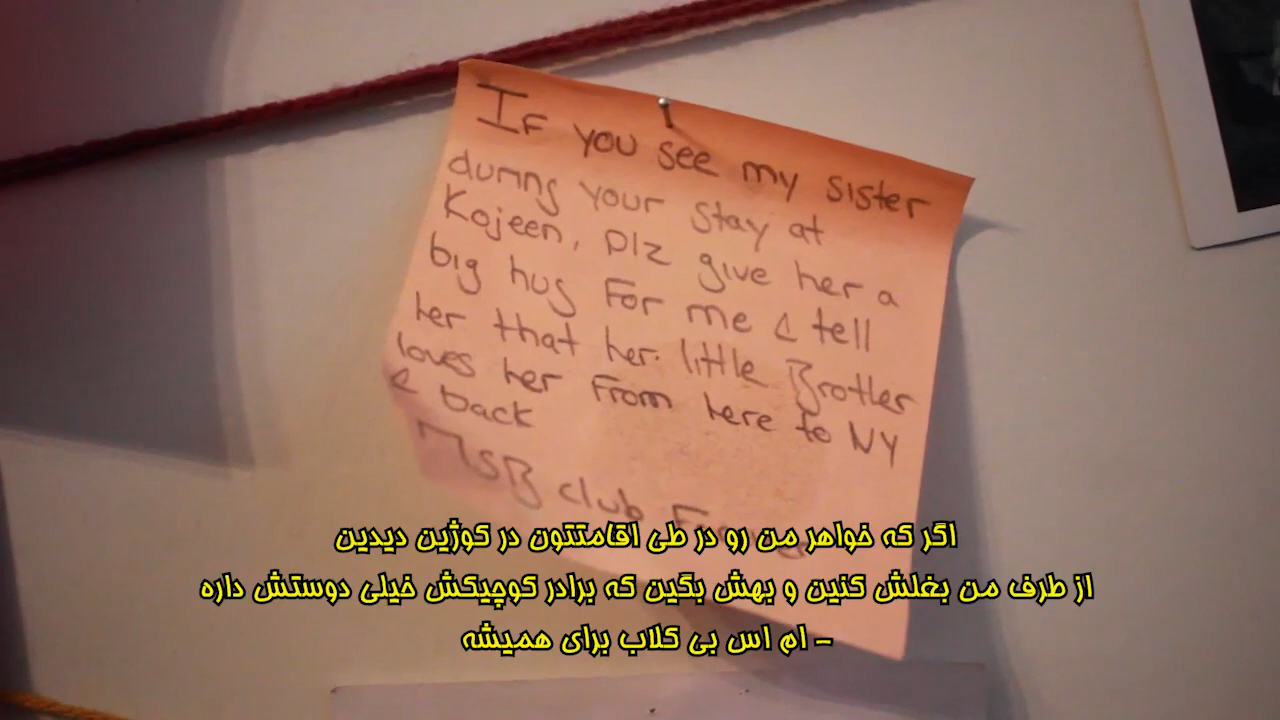 If you see my sister
during your stay at
Kojeen, plz give her a
big hug For me & tell
her that her little Brother
loves her From here to NY
& back
MSB club Forever
اگر که خواهر من رو در طی اقامتتون در کوژین دیدین
از طرف من بغلش کنین و بهش بگین که برادر کوچیکش خیلی دوستش داره
- ام اس بی کلاب برای همیشه